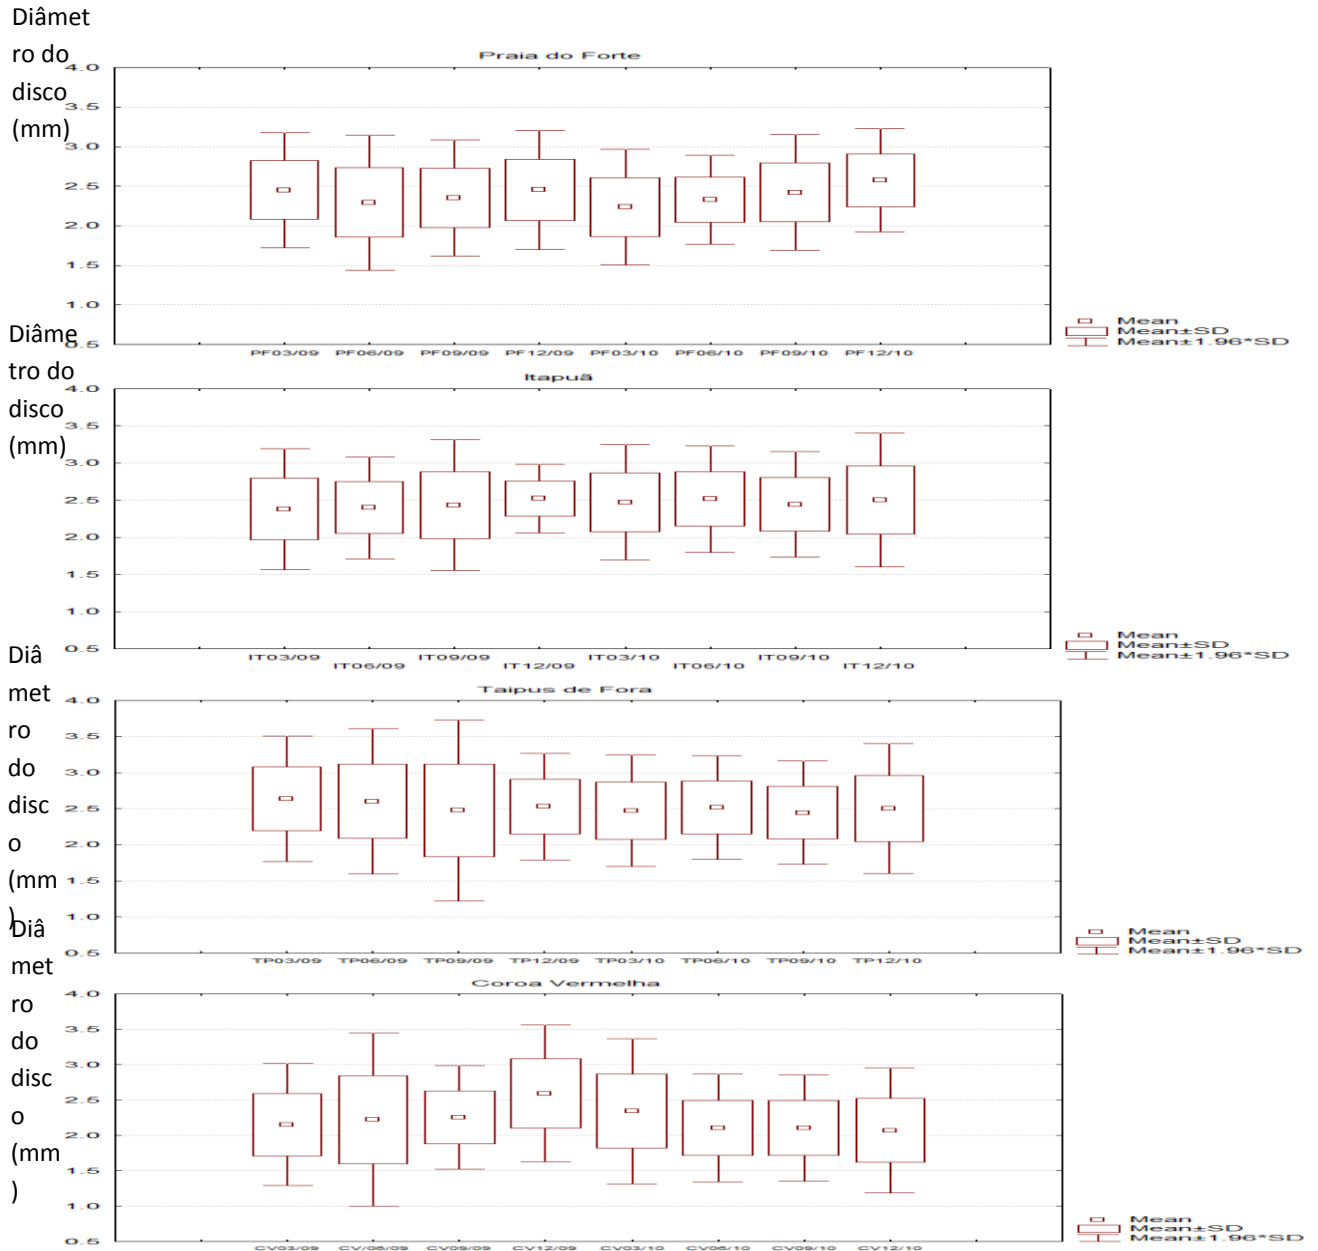 Diâmet
ro do
disco
(mm)
Praia do Forte
4.0
3.5
3.0
2.5
2.0
1.5
1.0
0.5
PF03/09 PF06/09 PF09/09 PF12/09 PF03/10 PF06/10 PF09/10 PF12/10
Mean
Mean±SD
Mean±1.96*SD
Diâme
tro do
disco
(mm)
Itapuã
4.0
3.5
3.0
2.5
2.0
1.5
1.0
0.5
IT03/09 IT06/09 IT09/09 IT12/09 IT03/10 IT06/10 IT09/10 IT12/10
Mean
Mean±SD
Mean±1.96*SD
Diâ
met
ro
do
disc
o
(mm
)
Taipus de Fora
4.0
3.5
3.0
2.5
2.0
1.5
1.0
0.5
TP03/09 TP06/09 TP09/09 TP12/09 TP03/10 TP06/10 TP09/10 TP12/10
Mean
Mean±SD
Mean±1.96*SD
Diâ
met
ro
do
disc
o
(mm
)
Coroa Vermelha
4.0
3.5
3.0
2.5
2.0
1.5
1.0
0.5
CV03/09 CV/06/09 CV09/09 CV12/09 CV03/10 CV06/10 CV09/10 CV12/10
Mean
Mean±SD
Mean±1.96*SD